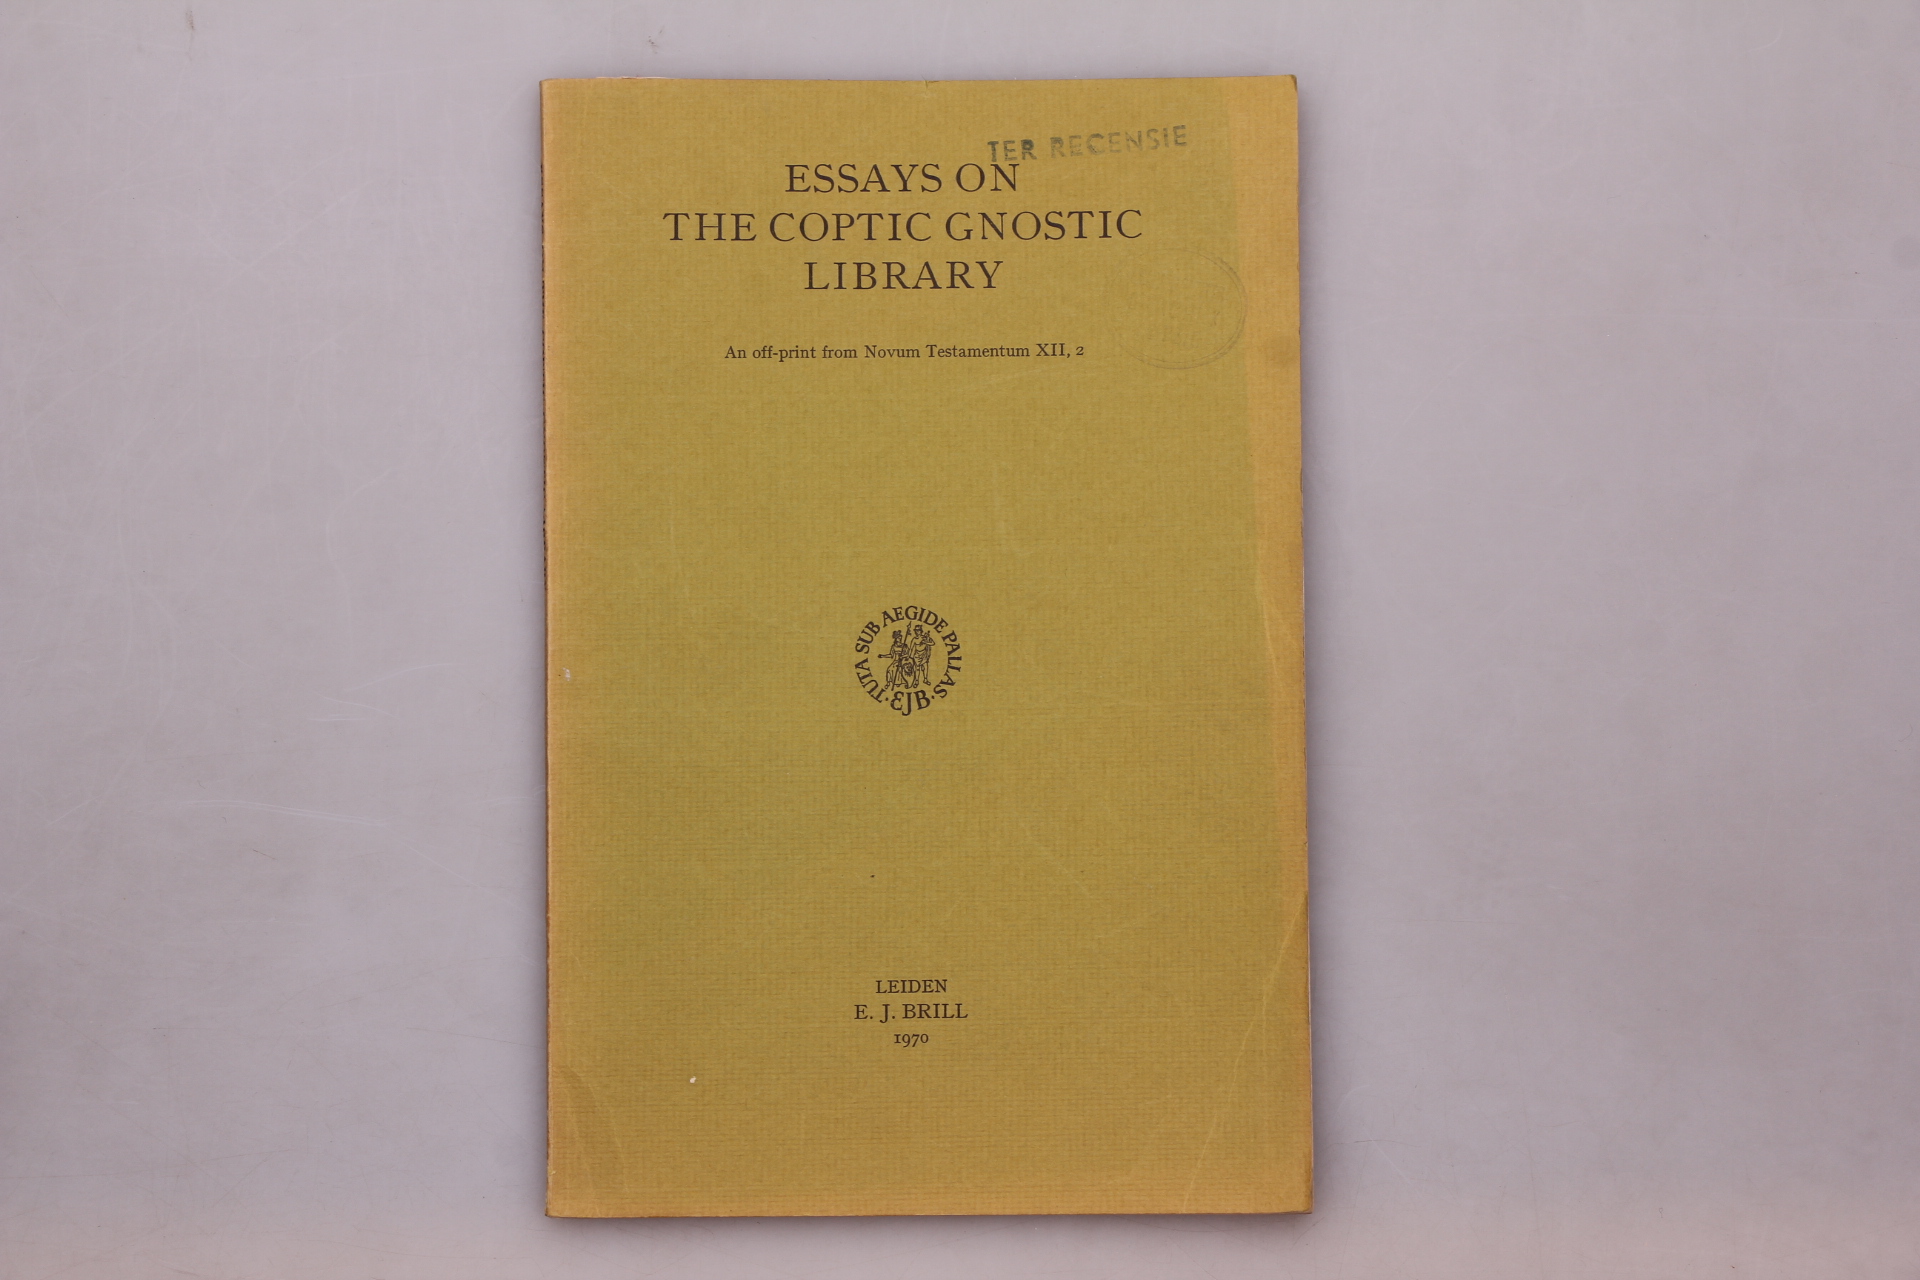 TER RECENSIE
ESSAYS ON
THE COPTIC GNOSTIC
LIBRARY
An off-print from Novum Testamentum XII, 2
· TUTA SUB AEGIDE PALLAS ·
EJB
LEIDEN
E. J. BRILL
1970